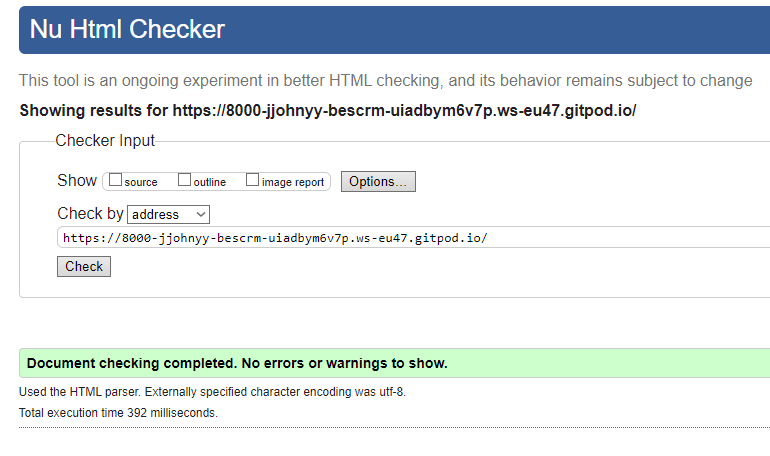 Nu Html Checker
This tool is an ongoing experiment in better HTML checking, and its behavior remains subject to change
Showing results for https://8000-jjohnyy-bescrm-uiadbym6v7p.ws-eu47.gitpod.io/
Checker Input
Show source outline image report Options...
Check by address
https://8000-jjohnyy-bescrm-uiadbym6v7p.ws-eu47.gitpod.io/
Check
Document checking completed. No errors or warnings to show.
Used the HTML parser. Externally specified character encoding was utf-8.
Total execution time 392 milliseconds.